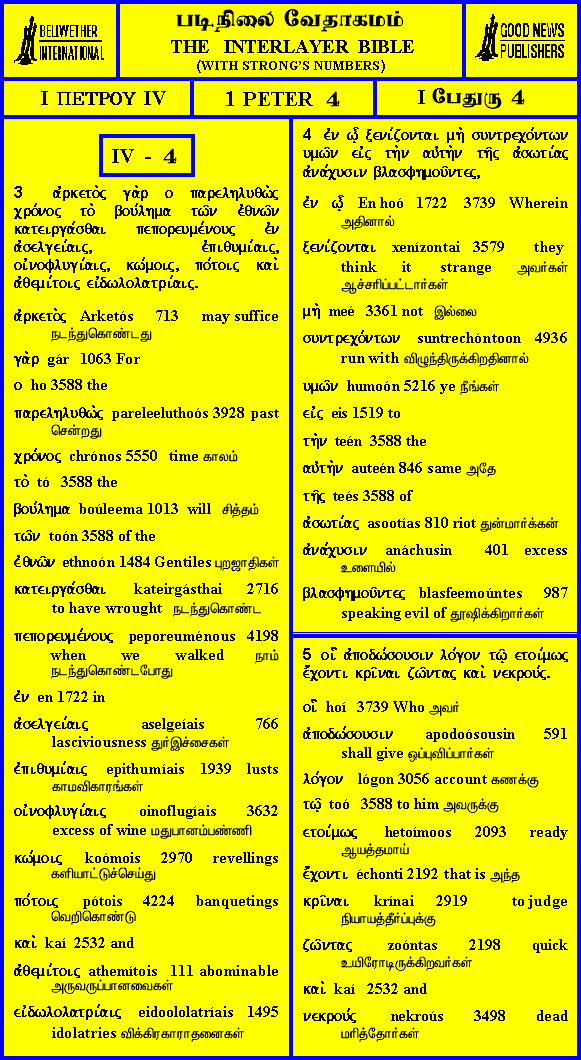 BELIWETHER
INTERNATIONAL
படிநிலை வேதாகமம்
THE INTERLAYER BIBLE
(WITH STRONG'S NUMBERS)
GOOD NEWS
PUBLISHERS
I ΠΕΤΡΟΥ IV
1 PETER 4
I பேதுரு 4
IV - 4
3 ἀρκετὸς γὰρ ο παρεληλυθὼς
χρόνος τὸ βούλημα τῶν ἐθνῶν
κατειργάσθαι πεπορευμένους ἐν
ἀσελγείαις, ἐπιθυμίαις,
οἰνοφλυγίαις, κώμοις, πότοις καὶ
ἀθεμίτοις εἰδωλολατρίαις.
ἀρκετὸς Arketós 713 may suffice
நடந்துகொண்டது
γὰρ gár 1063 For
ο ho 3588 the
παρεληλυθὼς pareleeluthoós 3928 past
சென்றது
χρόνος chrónos 5550 time காலம்
τὸ tó 3588 the
βούλημα boúleema 1013 will சித்தம்
τῶν toón 3588 of the
ἐθνῶν ethnoón 1484 Gentiles புறஜாதிகள்
κατειργάσθαι kateirgásthai 2716
to have wrought நடந்துகொண்ட
πεπορευμένους peporeuménous 4198
when we walked நாம்
நடந்துகொண்டபோது
ἐν en 1722 in
ἀσελγείαις aselgeíais 766
lasciviousness துர்இச்சைகள்
ἐπιθυμίαις epithumíais 1939 lusts
காமவிகாரங்கள்
οἰνοφλυγίαις oinoflugíais 3632
excess of wine மதுபானம்பண்ணி
κώμοις koómois 2970 revellings
களியாட்டுச்செய்து
πότοις pótois 4224 banquetings
வெறிகொண்டு
καὶ kaí 2532 and
ἀθεμίτοις athemítois 111 abominable
அருவருப்பானவைகள்
εἰδωλολατρίαις eidoololatríais 1495
idolatries விக்கிரகாராதனைகள்
4 ἐν ᾧ ξενίζονται μὴ συντρεχόντων
υμῶν εἰς τὴν αὐτὴν τῆς ἀσωτίας
ἀνάχυσιν βλασφημοῦντες,
ἐν ᾧ En hoó 1722 3739 Wherein
அதினால்
ξενίζονται xenízontai 3579 they
think it strange அவர்கள்
ஆச்சரிப்பட்டார்கள்
μὴ meé 3361 not இல்லை
συντρεχόντων suntrechóntoon 4936
run with விழுந்திருக்கிறதினால்
υμῶν humoón 5216 ye நீங்கள்
εἰς eis 1519 to
τὴν teén 3588 the
αὐτὴν auteén 846 same அதே
τῆς teés 3588 of
ἀσωτίας asootías 810 riot துன்மார்க்கன்
ἀνάχυσιν anáchusin 401 excess
உளையில்
βλασφημοῦντες blasfeemoúntes 987
speaking evil of தூஷிக்கிறார்கள்
5 οἳ ἀποδώσουσιν λόγον τῷ ετοίμως
ἔχοντι κρῖναι ζῶντας καὶ νεκρούς.
οἳ hoí 3739 Who அவர்
ἀποδώσουσιν apodoósousin 591
shall give ஒப்புவிப்பார்கள்
λόγον lógon 3056 account கணக்கு
τῷ toó 3588 to him அவருக்கு
ετοίμως hetoímoos 2093 ready
ஆயத்தமாய்
ἔχοντι échonti 2192 that is அந்த
κρῖναι krínai 2919 to judge
நியாயத்தீர்ப்புக்கு
ζῶντας zoóntas 2198 quick
உயிரோடிருக்கிறவர்கள்
καὶ kaí 2532 and
νεκρούς nekroús 3498 dead
மரித்தோர்கள்